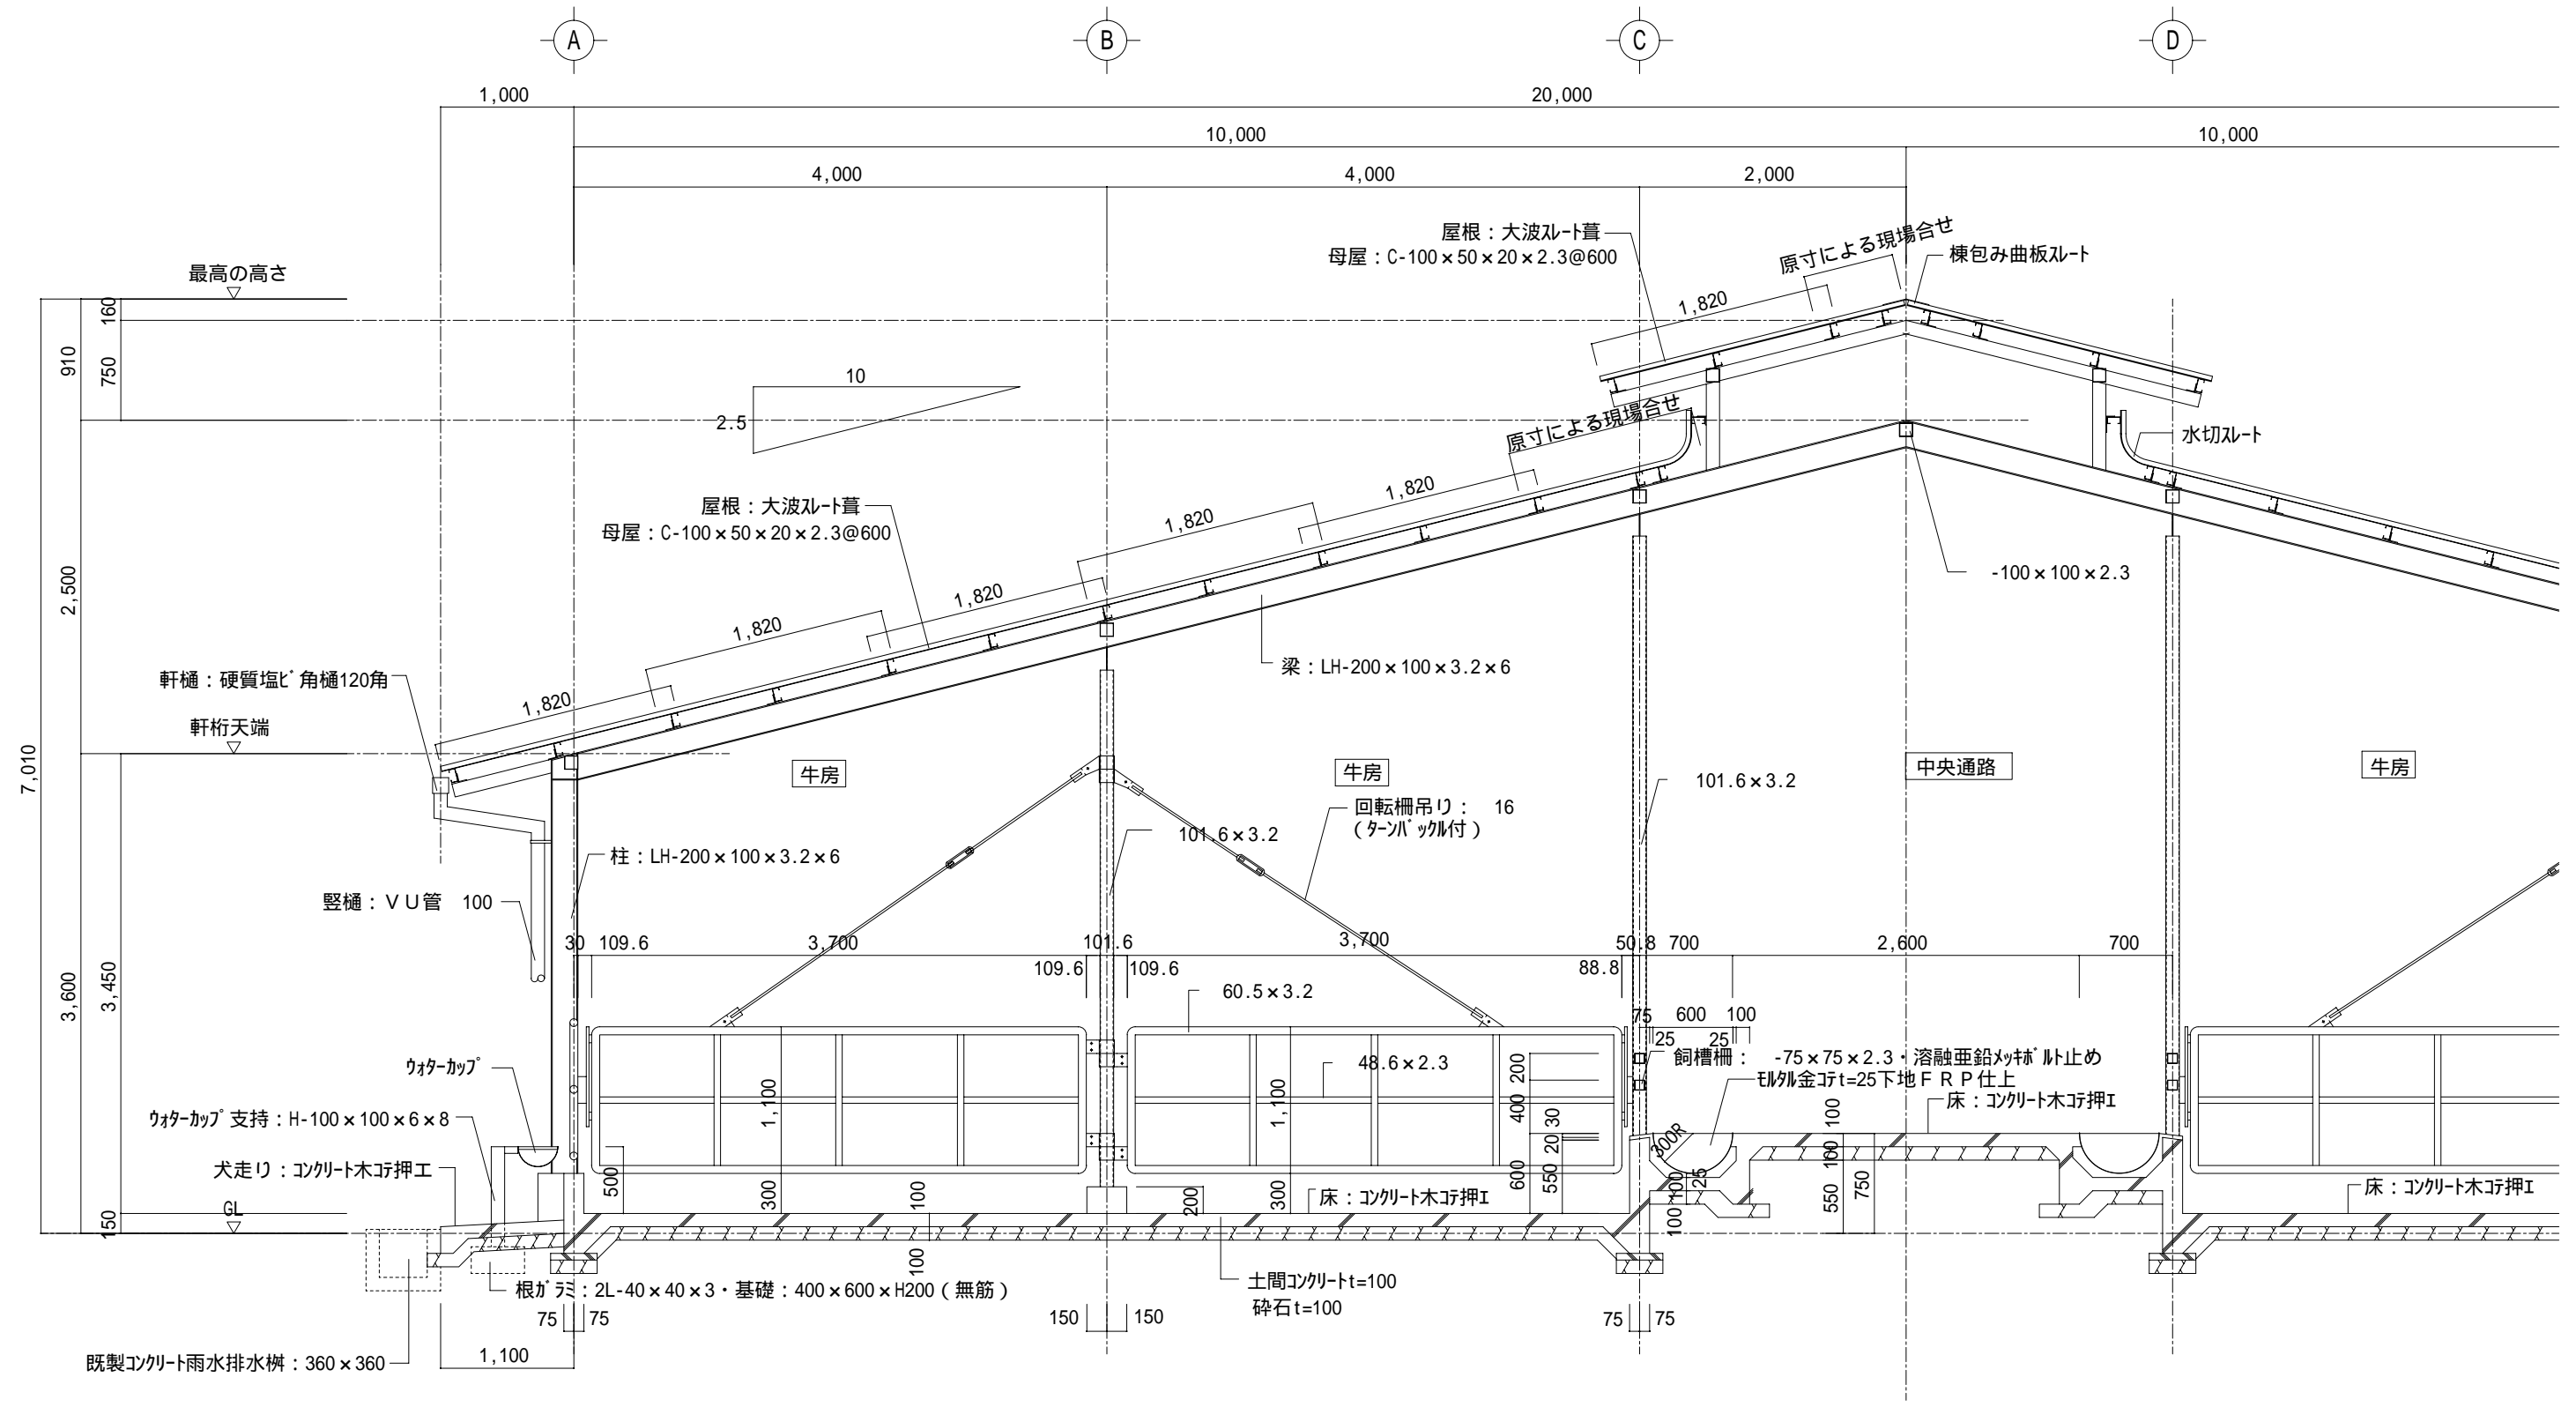 A
B
C
D
1,000
20,000
10,000
10,000
4,000
4,000
2,000
屋根：大波ｽﾚｰﾄ葺
母屋：C-100×50×20×2.3@600
原寸による現場合せ
棟包み曲板ｽﾚｰﾄ
最高の高さ
160
910
750
1,820
10
2.5
原寸による現場合せ
水切ｽﾚｰﾄ
1,820
1,820
屋根：大波ｽﾚｰﾄ葺
母屋：C-100×50×20×2.3@600
-100×100×2.3
2,500
1,820
1,820
梁：LH-200×100×3.2×6
軒樋：硬質塩ﾋﾞ角樋120角
1,820
軒桁天端
7,010
牛房
牛房
中央通路
牛房
101.6×3.2
回転柵吊り： 16
（ﾀｰﾝﾊﾞｯｸﾙ付）
101.6×3.2
柱：LH-200×100×3.2×6
竪樋：ＶＵ管 100
30
109.6
3,700
101.6
3,700
50.8
700
2,600
700
109.6
109.6
88.8
3,600
3,450
60.5×3.2
75
600
100
25
25
飼槽柵： -75×75×2.3・溶融亜鉛ﾒｯｷﾎﾞﾙﾄ止め
ｳｫﾀｰｶｯﾌﾟ
48.6×2.3
200
ﾓﾙﾀﾙ金ｺﾃt=25下地ＦＲＰ仕上
床：ｺﾝｸﾘｰﾄ木ｺﾃ押ｴ
1,100
1,100
400
30
100
ｳｫﾀｰｶｯﾌﾟ支持：H-100×100×6×8
犬走り：ｺﾝｸﾘｰﾄ木ｺﾃ押エ
300R
20
100
500
600
550
25
100
750
550
GL
150
300
100
200
300
床：ｺﾝｸﾘｰﾄ木ｺﾃ押ｴ
100
床：ｺﾝｸﾘｰﾄ木ｺﾃ押ｴ
100
根ｶﾞﾗﾐ：2L-40×40×3・基礎：400×600×H200（無筋）
土間ｺﾝｸﾘｰﾄt=100
砕石t=100
75
75
150
150
75
75
1,100
既製ｺﾝｸﾘｰﾄ雨水排水桝：360×360